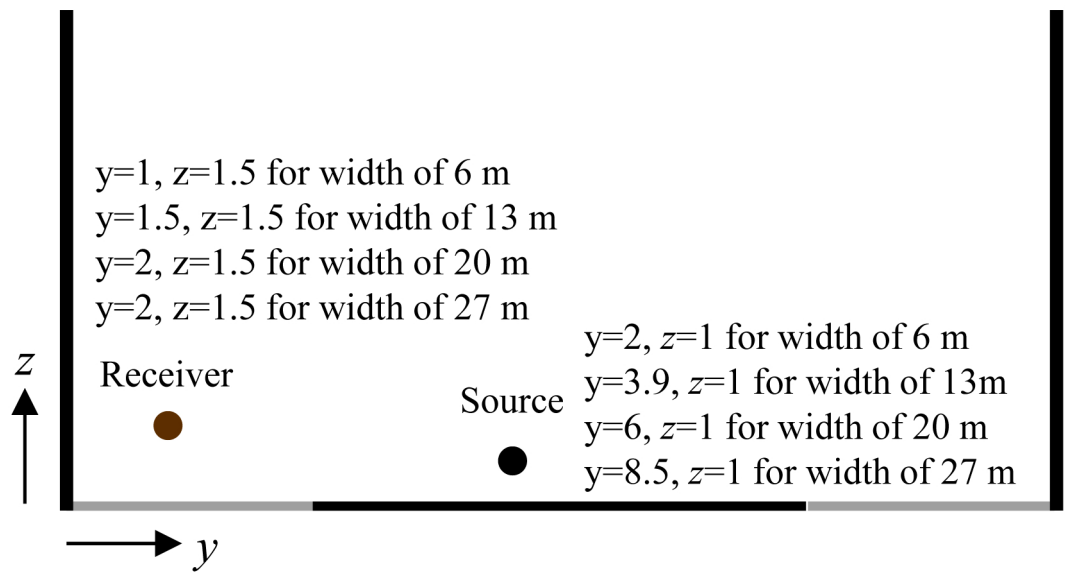 y=1, z=1.5 for width of 6 m
y=1.5, z=1.5 for width of 13 m
y=2, z=1.5 for width of 20 m
y=2, z=1.5 for width of 27 m
y=2, z=1 for width of 6 m
y=3.9, z=1 for width of 13m
y=6, z=1 for width of 20 m
y=8.5, z=1 for width of 27 m
Receiver
Source
z
y